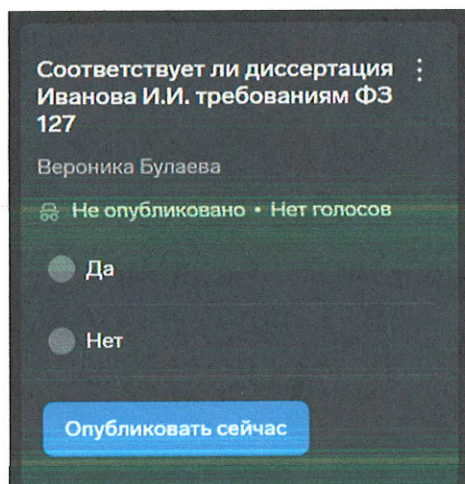 Соответствует ли диссертация
Иванова И.И. требованиям ФЗ
127
Вероника Булаева
Не опубликовано • Нет голосов
Да
Нет
Опубликовать сейчас